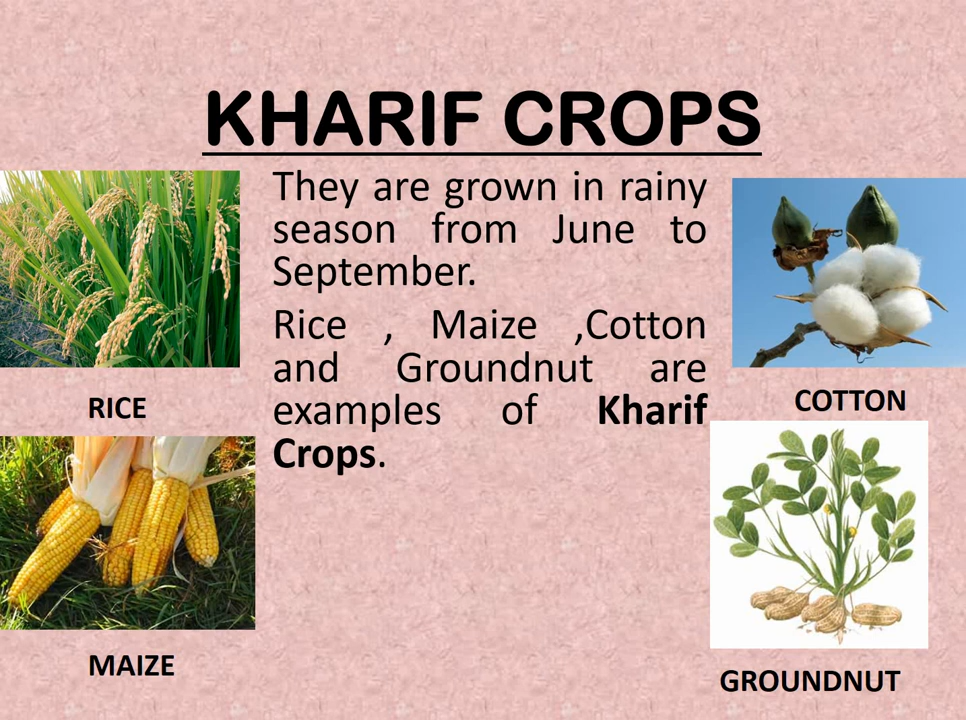 KHARIF CROPS
They are grown in rainy
season from June to
September.
Rice , Maize ,Cotton
and Groundnut are
examples of Kharif
Crops.
RICE
COTTON
MAIZE
GROUNDNUT